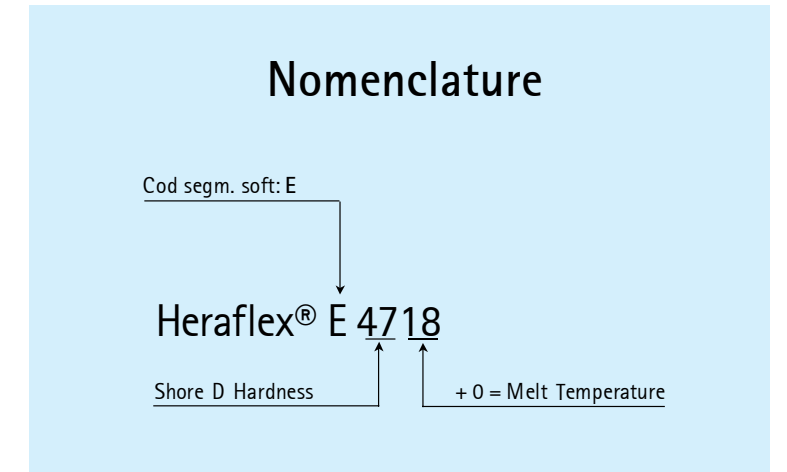 Nomenclature
Cod segm. soft: E
Heraflex® E 4718
Shore D Hardness
+ 0 = Melt Temperature